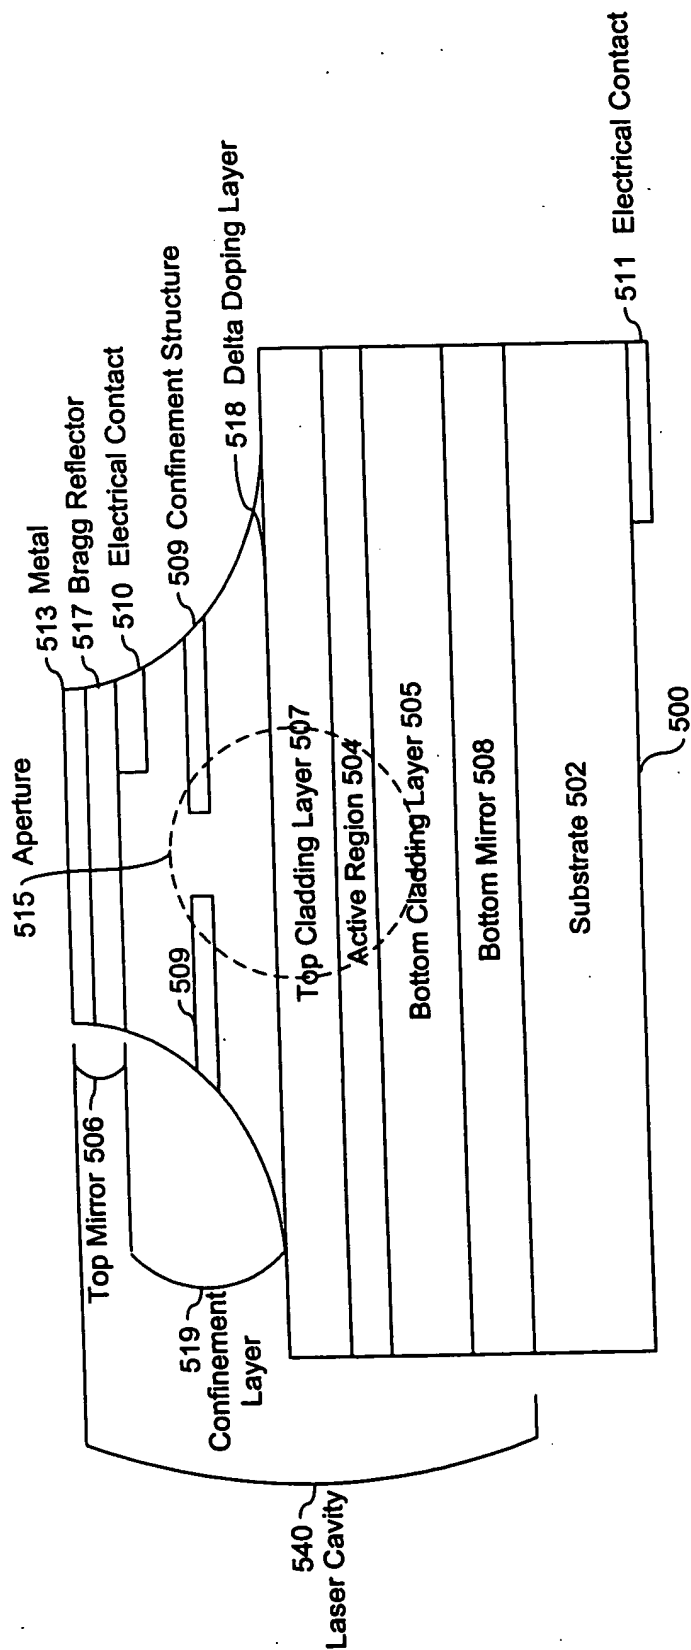 515 Aperture
513 Metal
517 Bragg Reflector
510 Electrical Contact
509 Confinement Structure
518 Delta Doping Layer
509
Top Mirror 506
519
Confinement
Layer
540
Laser Cavity
Top Cladding Layer 507
Active Region 504
Bottom Cladding Layer 505
Bottom Mirror 508
Substrate 502
500
511 Electrical Contact